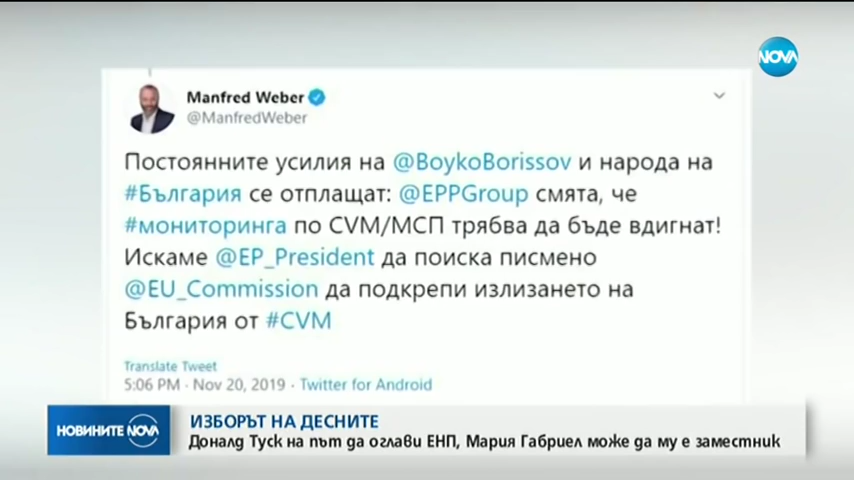 NOVA
Manfred Weber
@ManfredWeber
Постоянните усилия на @BoykoBorissov и народа на
#България се отплащат: @EPPGroup смята, че
#мониторинга по CVM/МСП трябва да бъде вдигнат!
Искаме @EP_President да поиска писмено
@EU_Commission да подкрепи излизането на
България от #CVM
Translate Tweet
5:06 PM · Nov 20, 2019 · Twitter for Android
НОВИНИТЕ NOVA
ИЗБОРЪТ НА ДЕСНИТЕ
Доналд Туск на път да оглави ЕНП, Мария Габриел може да му е заместник